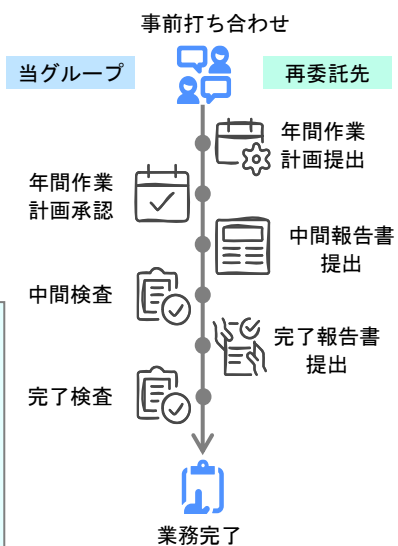 事前打ち合わせ
当グループ
再委託先
年間作業
計画提出
年間作業
計画承認
中間報告書
提出
中間検査
完了報告書
提出
完了検査
業務完了